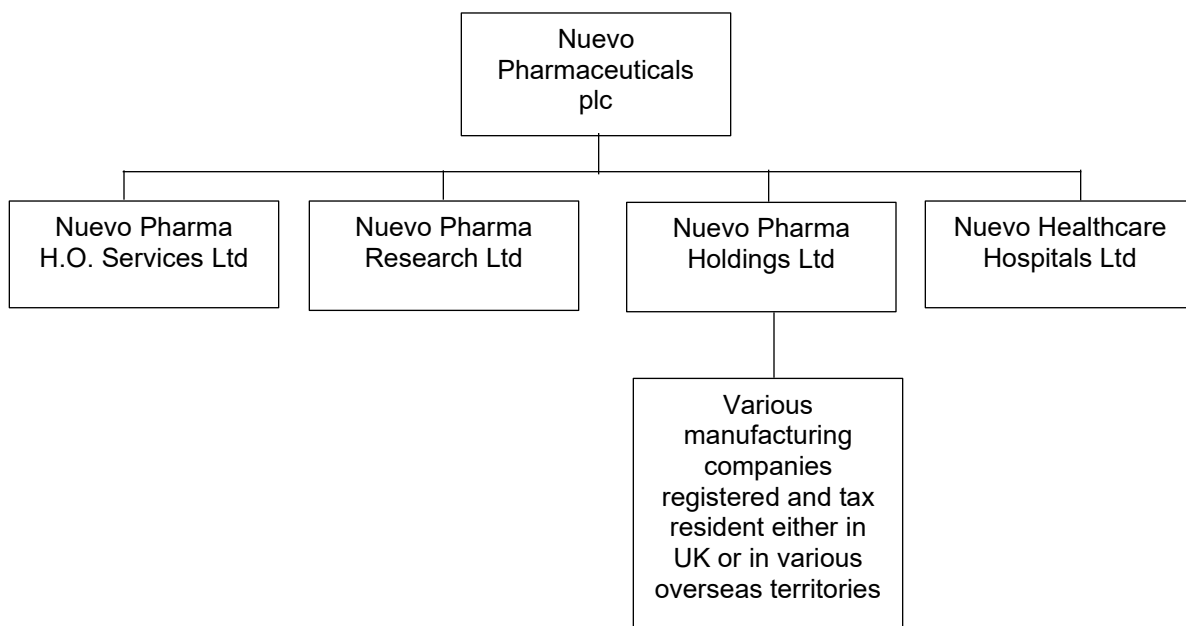 Nuevo
Pharmaceuticals
plc
Nuevo Pharma
H.O. Services Ltd
Nuevo Pharma
Research Ltd
Nuevo Pharma
Holdings Ltd
Nuevo Healthcare
Hospitals Ltd
Various
manufacturing
companies
registered and tax
resident either in
UK or in various
overseas territories